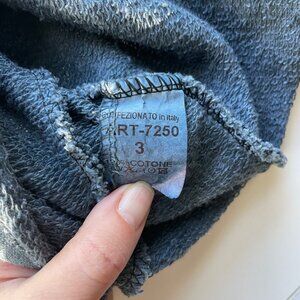 FEZIONATO in Italy
ART-7250
3
COTONE